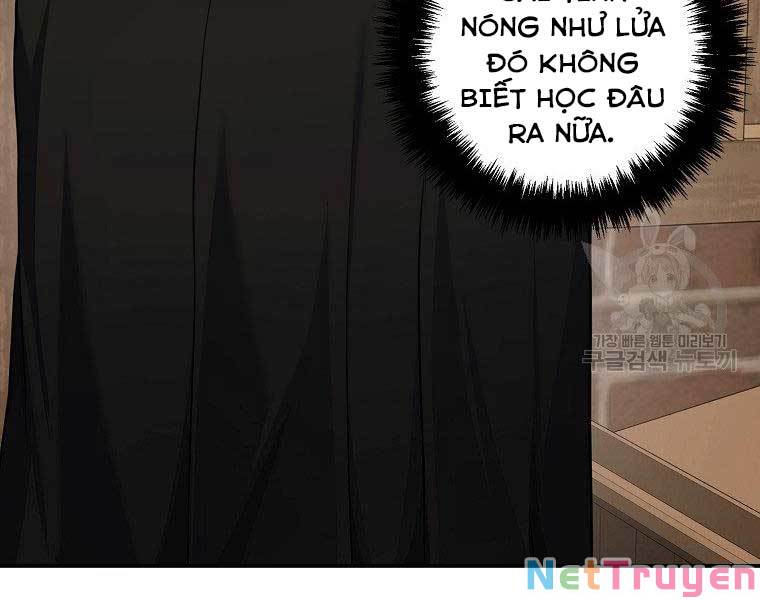 NÓNG NHƯ LỬA
ĐÓ KHÔNG
BIẾT HỌC ĐÂU
RA NỮA.
가장 빠른 웹툰 미리보기
구글검색 뉴토끼
NetTruyen